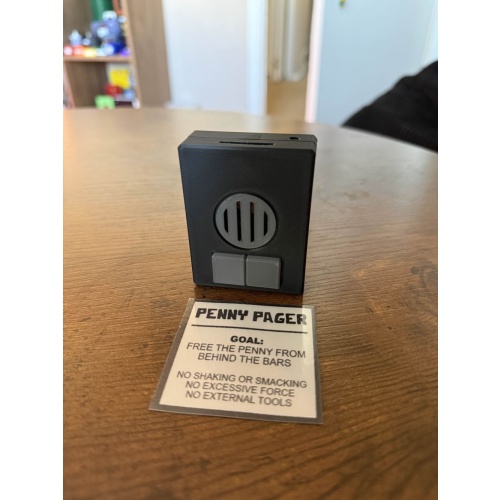 PENNY PAGER
GOAL:
FREE THE PENNY FROM
BEHIND THE BARS
NO SHAKING OR SMACKING
NO EXCESSIVE FORCE
NO EXTERNAL TOOLS